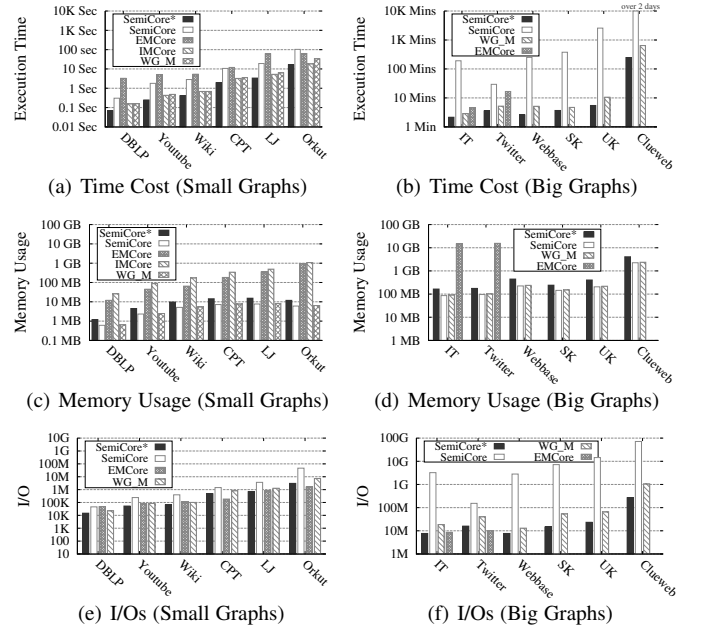 10K Sec
1K Sec
100 Sec
10 Sec
1 Sec
0.1 Sec
0.01 Sec
Execution Time
SemiCore*
SemiCore
EMCore
IMCore
WG_M
DBLP
Youtube
Wiki
CPT
LJ
Orkut
(a) Time Cost (Small Graphs)
over 2 days
10K Mins
1K Mins
100 Mins
10 Mins
1 Min
Execution Time
SemiCore*
SemiCore
WG_M
EMCore
IT
Twitter
Webbase
SK
UK
Clueweb
(b) Time Cost (Big Graphs)
100 GB
10 GB
1 GB
100 MB
10 MB
1 MB
0.1 MB
Memory Usage
SemiCore*
SemiCore
EMCore
IMCore
WG_M
DBLP
Youtube
Wiki
CPT
LJ
Orkut
(c) Memory Usage (Small Graphs)
100 GB
10 GB
1 GB
100 MB
10 MB
1 MB
Memory Usage
SemiCore*
SemiCore
WG_M
EMCore
IT
Twitter
Webbase
SK
UK
Clueweb
(d) Memory Usage (Big Graphs)
10G
1G
100M
10M
1M
100K
10K
1K
100
10
I/O
SemiCore*
SemiCore
EMCore
WG_M
DBLP
Youtube
Wiki
CPT
LJ
Orkut
(e) I/Os (Small Graphs)
100G
10G
1G
100M
10M
1M
I/O
SemiCore*
SemiCore
WG_M
EMCore
IT
Twitter
Webbase
SK
UK
Clueweb
(f) I/Os (Big Graphs)